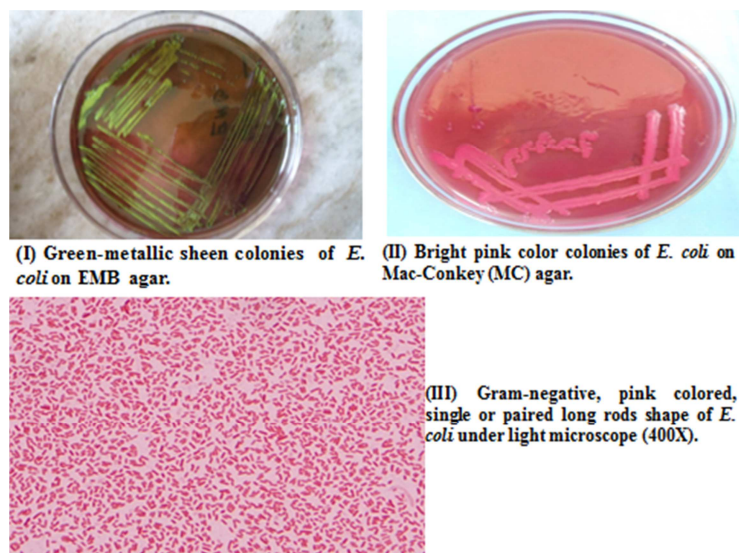 (I) Green-metallic sheen colonies of E.
coli on EMB agar.
(II) Bright pink color colonies of E. coli on
Mac-Conkey (MC) agar.
(III) Gram-negative, pink colored,
single or paired long rods shape of E.
coli under light microscope (400X).